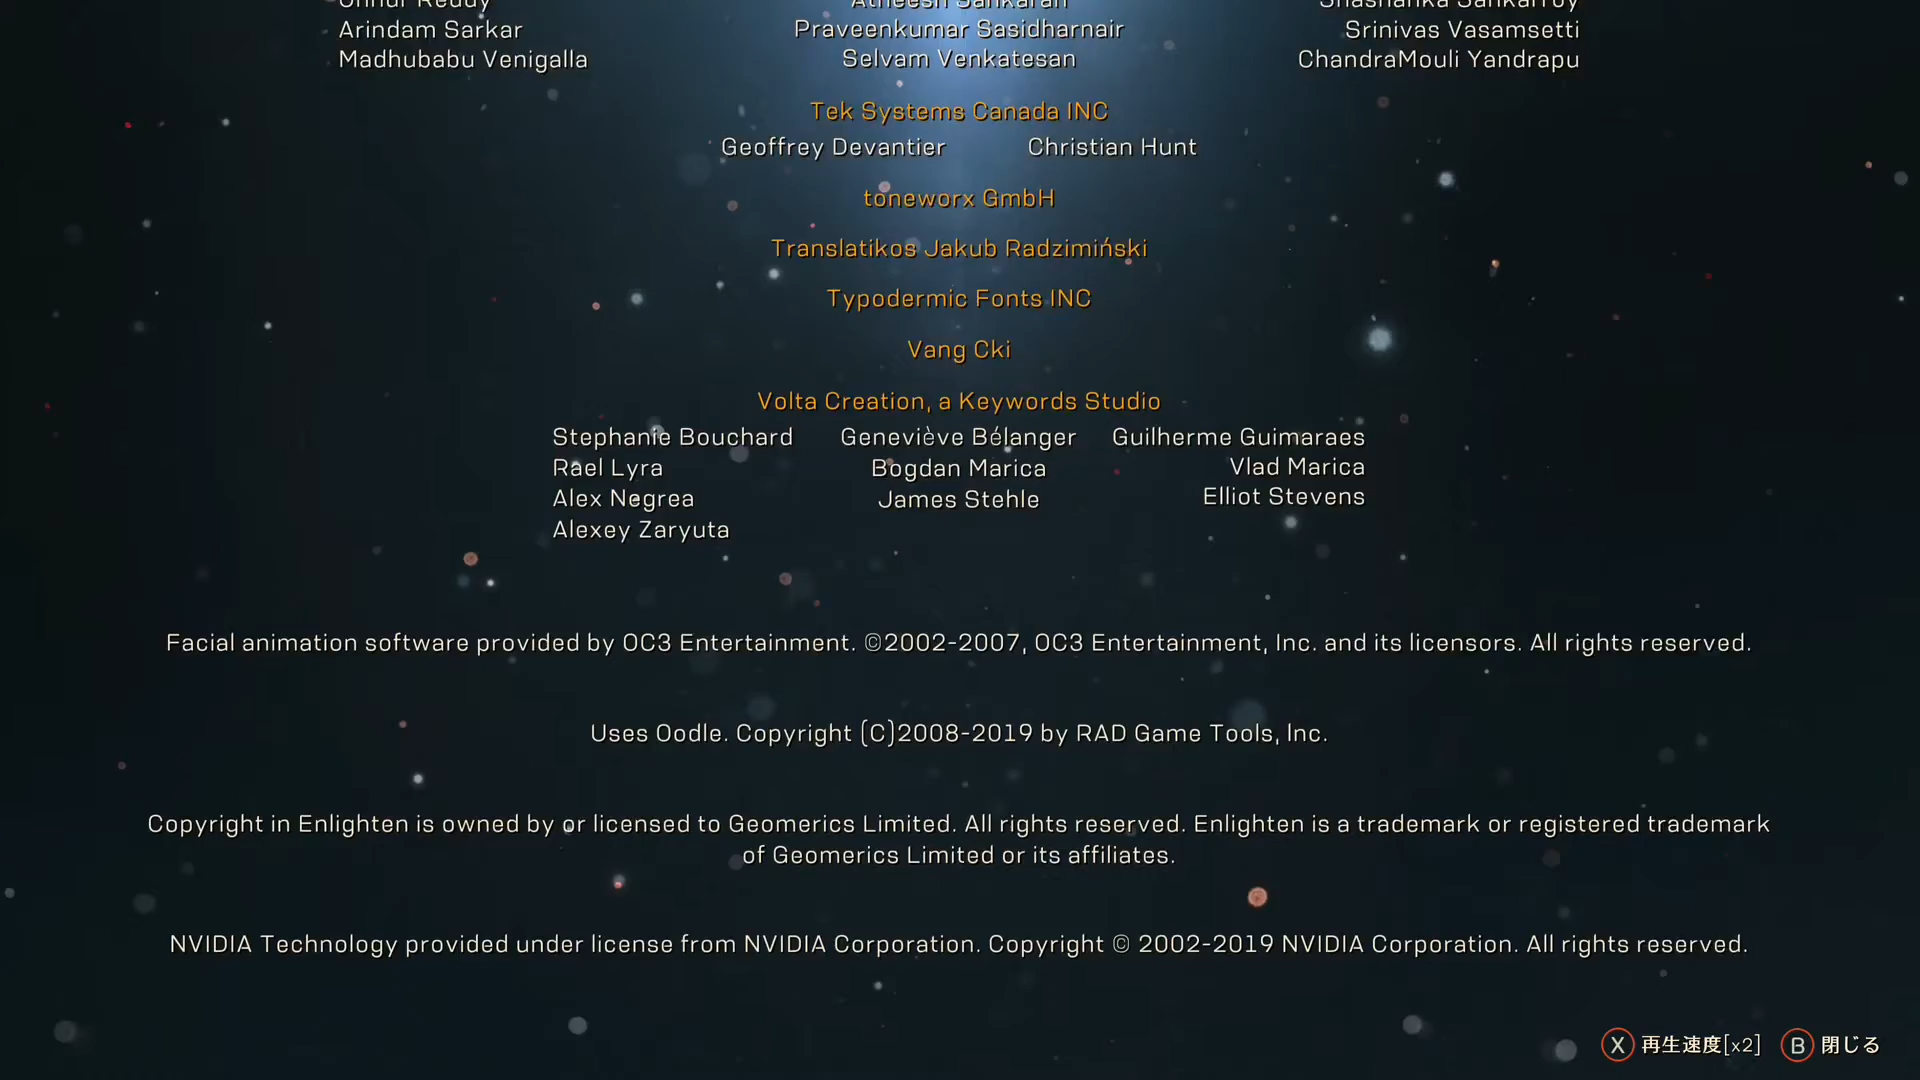 Arindam Sarkar Praveenkumar Sasidharnair Srinivas Vasamsetti
Madhubabu Venigalla Selvam Venkatesan ChandraMouli Yandrapu
Tek Systems Canada INC
Geoffrey Devantier Christian Hunt
toneworx GmbH
Translatikos Jakub Radzimiński
Typodermic Fonts INC
Vang Cki
Volta Creation, a Keywords Studio
Stephanie Bouchard Geneviève Bélanger Guilherme Guimaraes
Rael Lyra Bogdan Marica Vlad Marica
Alex Negrea James Stehle Elliot Stevens
Alexey Zaryuta
Facial animation software provided by OC3 Entertainment. ©2002-2007, OC3 Entertainment, Inc. and its licensors. All rights reserved.
Uses Oodle. Copyright (C)2008-2019 by RAD Game Tools, Inc.
Copyright in Enlighten is owned by or licensed to Geomerics Limited. All rights reserved. Enlighten is a trademark or registered trademark
of Geomerics Limited or its affiliates.
NVIDIA Technology provided under license from NVIDIA Corporation. Copyright © 2002-2019 NVIDIA Corporation. All rights reserved.
X 再生速度[x2] B 閉じる